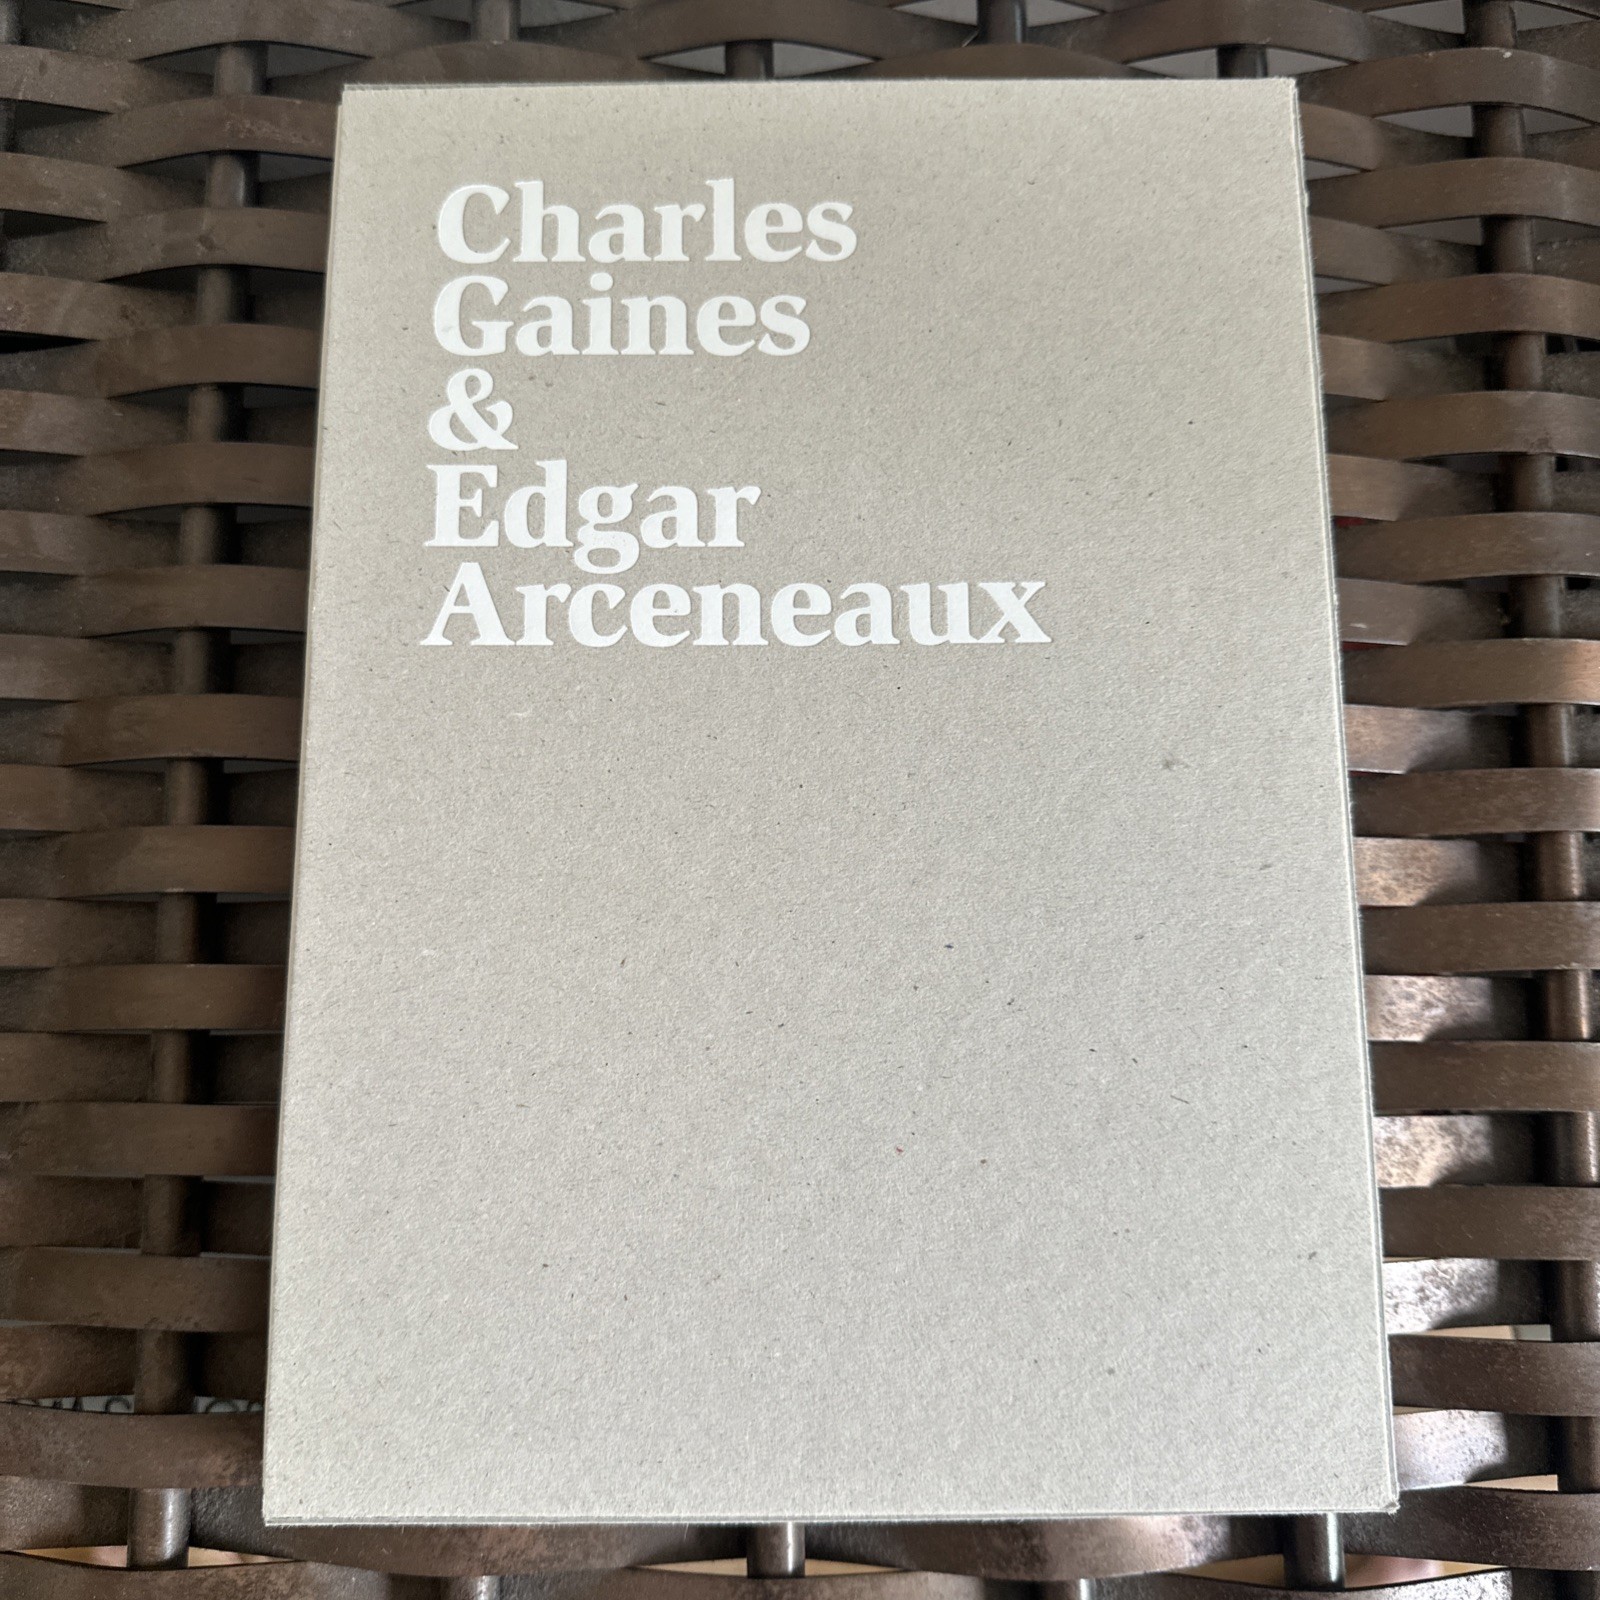 Charles
Gaines
&
Edgar
Arceneaux